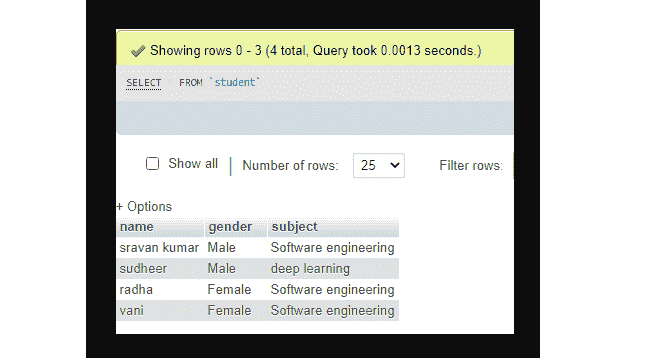 Showing rows 0 - 3 (4 total, Query took 0.0013 seconds.)
SELECT FROM `student`
Show all Number of rows: 25 Filter rows:
+ Options
name gender subject
sravan kumar Male Software engineering
sudheer Male deep learning
radha Female Software engineering
vani Female Software engineering